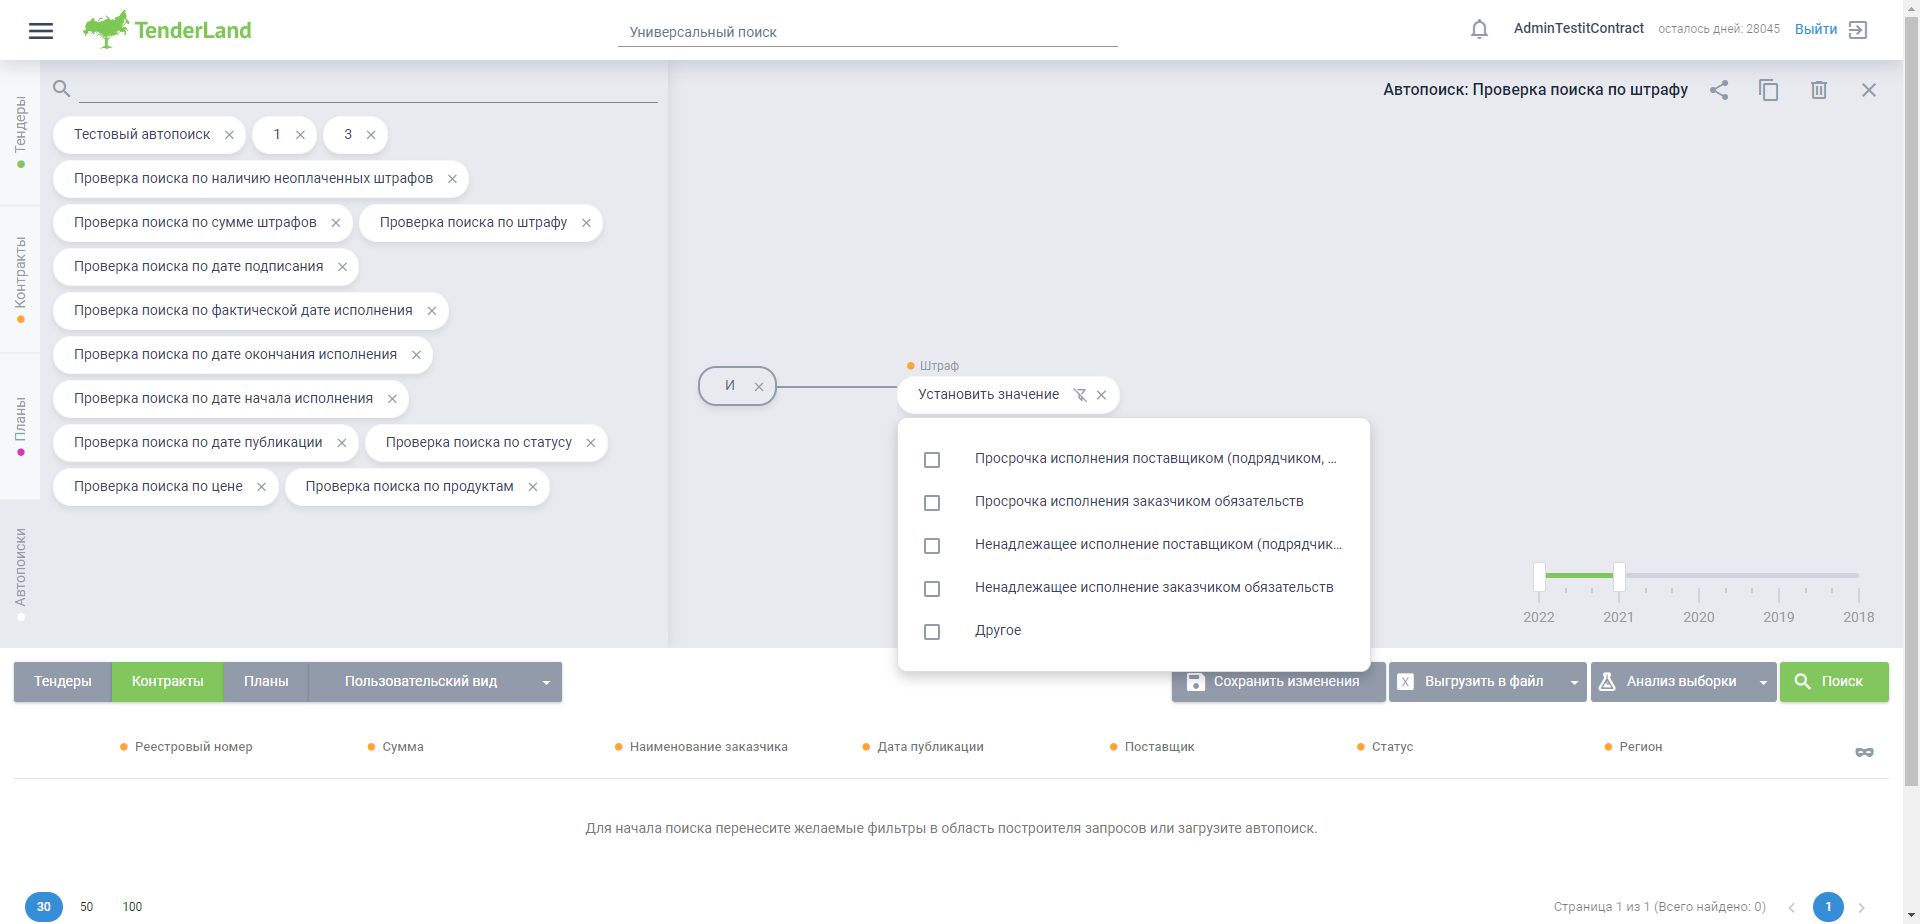 TenderLand
Универсальный поиск
AdminTestitContract
осталось дней: 28045
Выйти
Тендеры
Контракты
Планы
Автопоиски
Тестовый автопоиск
1
3
Проверка поиска по наличию неоплаченных штрафов
Проверка поиска по сумме штрафов
Проверка поиска по штрафу
Проверка поиска по дате подписания
Проверка поиска по фактической дате исполнения
Проверка поиска по дате окончания исполнения
Проверка поиска по дате начала исполнения
Проверка поиска по дате публикации
Проверка поиска по статусу
Проверка поиска по цене
Проверка поиска по продуктам
Автопоиск: Проверка поиска по штрафу
И
Штраф
Установить значение
Просрочка исполнения поставщиком (подрядчиком, ...
Просрочка исполнения заказчиком обязательств
Ненадлежащее исполнение поставщиком (подрядчик...
Ненадлежащее исполнение заказчиком обязательств
Другое
2022
2021
2020
2019
2018
Тендеры
Контракты
Планы
Пользовательский вид
Сохранить изменения
X
Выгрузить в файл
Анализ выборки
Поиск
Реестровый номер
Сумма
Наименование заказчика
Дата публикации
Поставщик
Статус
Регион
Для начала поиска перенесите желаемые фильтры в область построителя запросов или загрузите автопоиск.
30
50
100
Страница 1 из 1 (Всего найдено: 0)
1